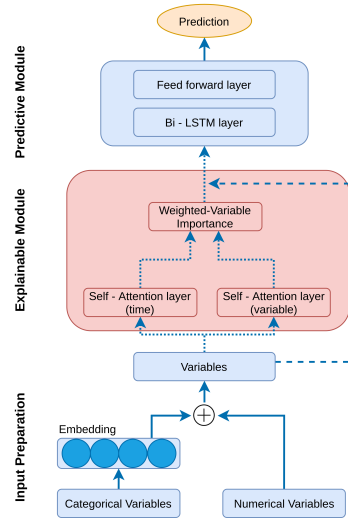 Prediction
Predictive Module
Feed forward layer
Bi - LSTM layer
Explainable Module
Weighted-Variable
Importance
Self - Attention layer
(time)
Self - Attention layer
(variable)
Variables
Input Preparation
Embedding
Categorical Variables
Numerical Variables